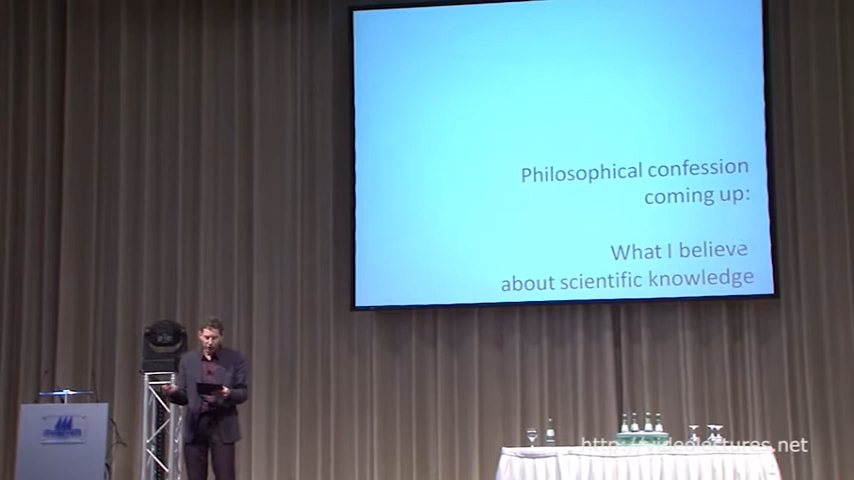 Philosophical confession
coming up:
What I believe
about scientific knowledge
http://videolectures.net